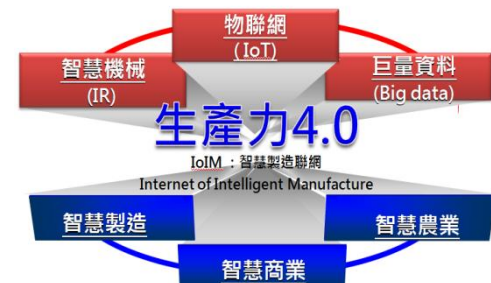 物聯網
(IoT)
智慧機械
(IR)
巨量資料
(Big data)
生產力4.0
IoIM ：智慧製造聯網
Internet of Intelligent Manufacture
智慧製造
智慧農業
智慧商業